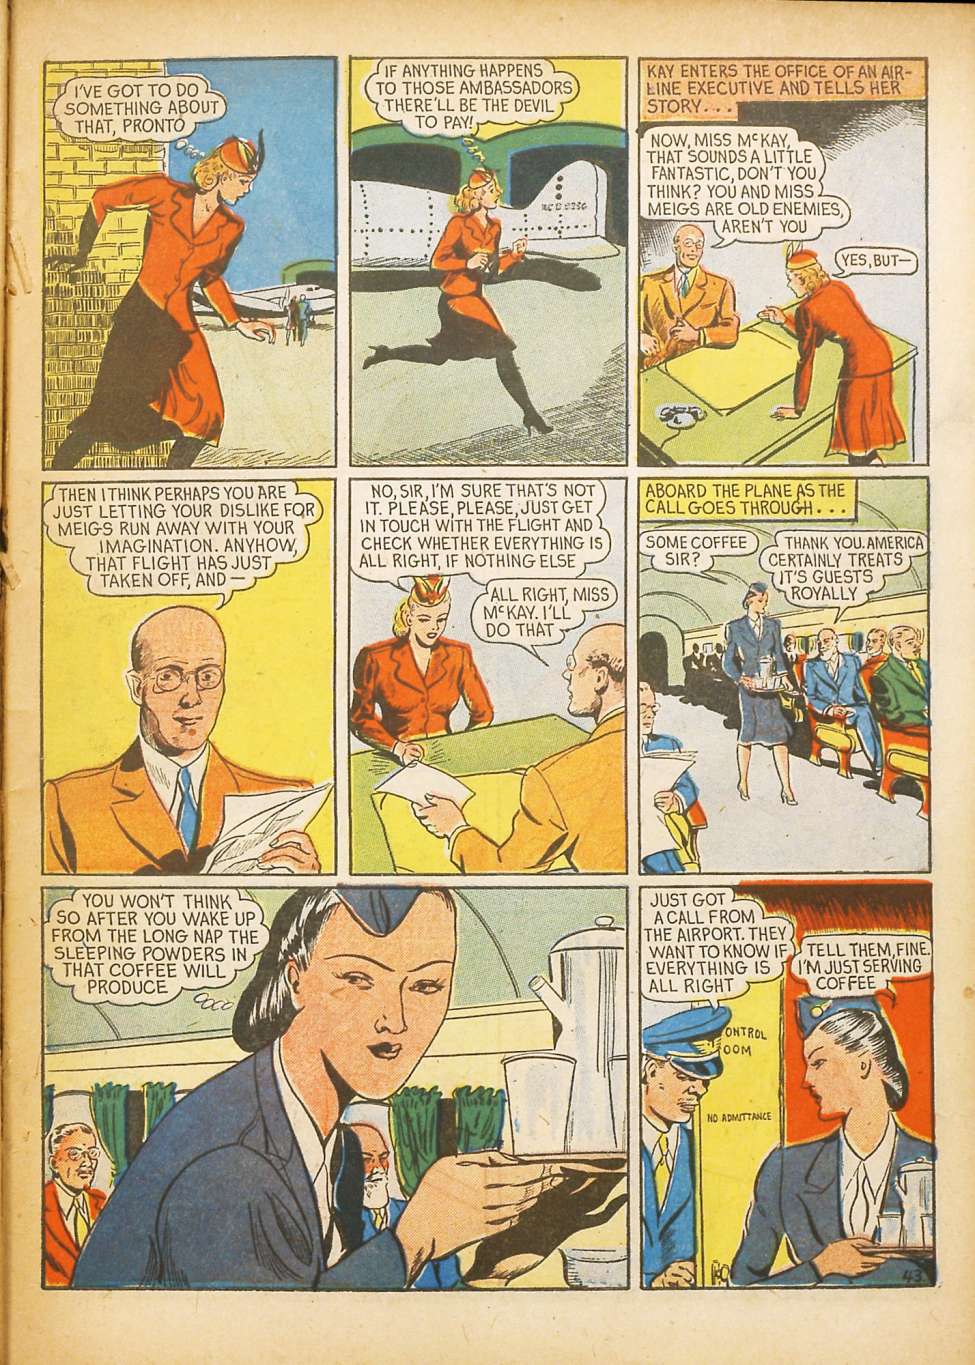 I'VE GOT TO DO
SOMETHING ABOUT
THAT, PRONTO
IF ANYTHING HAPPENS
TO THOSE AMBASSADORS
THERE'LL BE THE DEVIL
TO PAY!
KAY ENTERS THE OFFICE OF AN AIR-
LINE EXECUTIVE AND TELLS HER
STORY...
NOW, MISS McKAY,
THAT SOUNDS A LITTLE
FANTASTIC, DON'T YOU
THINK? YOU AND MISS
MEIGS ARE OLD ENEMIES,
AREN'T YOU
YES, BUT—
THEN I THINK PERHAPS YOU ARE
JUST LETTING YOUR DISLIKE FOR
MEIGS RUN AWAY WITH YOUR
IMAGINATION. ANYHOW,
THAT FLIGHT HAS JUST
TAKEN OFF, AND—
NO, SIR, I'M SURE THAT'S NOT
IT. PLEASE, PLEASE, JUST GET
IN TOUCH WITH THE FLIGHT AND
CHECK WHETHER EVERYTHING IS
ALL RIGHT, IF NOTHING ELSE
ALL RIGHT, MISS
McKAY. I'LL
DO THAT
ABOARD THE PLANE AS THE
CALL GOES THROUGH...
SOME COFFEE
SIR?
THANK YOU. AMERICA
CERTAINLY TREATS
IT'S GUESTS
ROYALLY
YOU WON'T THINK
SO AFTER YOU WAKE UP
FROM THE LONG NAP THE
SLEEPING POWDERS IN
THAT COFFEE WILL
PRODUCE
JUST GOT
A CALL FROM
THE AIRPORT. THEY
WANT TO KNOW IF
EVERYTHING IS
ALL RIGHT
TELL THEM, FINE.
I'M JUST SERVING
COFFEE
ONTROL
OOM
NO ADMITTANCE
43